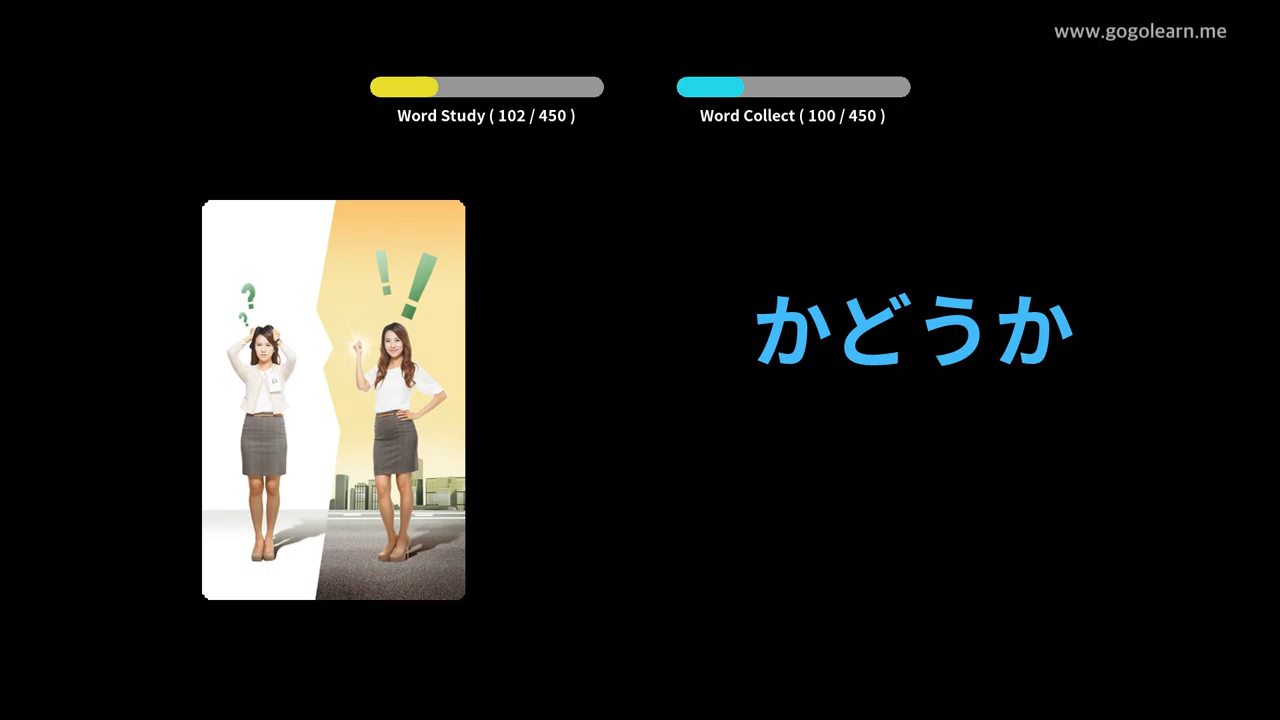 www.gogolearn.me
Word Study ( 102 / 450 )
Word Collect ( 100 / 450 )
? ?
! !
かどうか